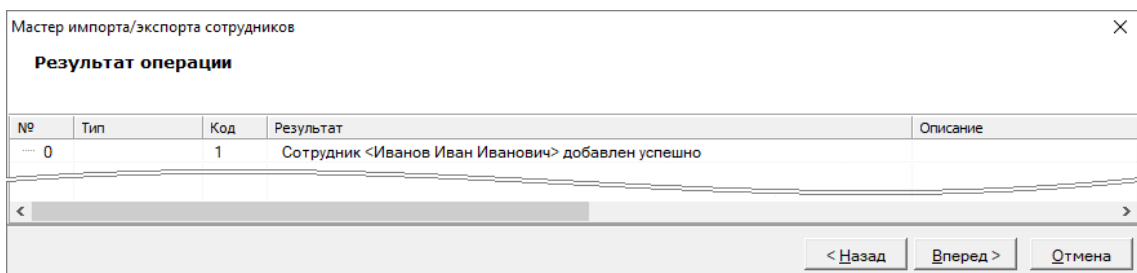 Мастер импорта/экспорта сотрудников
Результат операции
№ Тип Код Результат Описание
0 1 Сотрудник <Иванов Иван Иванович> добавлен успешно
< Назад Вперед > Отмена